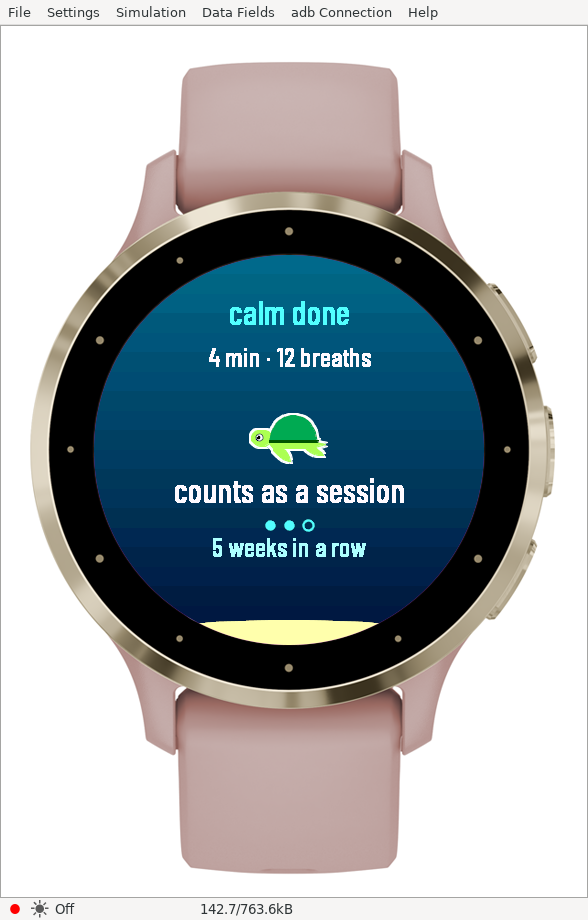 File Settings Simulation Data Fields adb Connection Help
calm done
4 min · 12 breaths
counts as a session
5 weeks in a row
Off 142.7/763.6kB